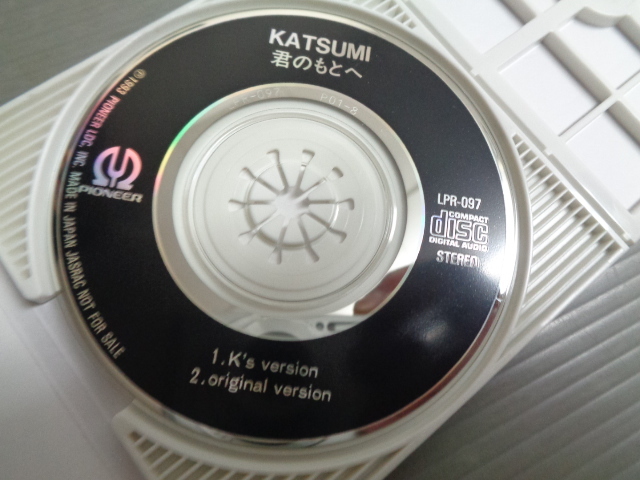 KATSUMI
君のもとへ
PIONEER
LPR-097
COMPACT
disc
DIGITAL AUDIO
STEREO
1.K's version
2.original version
℗1993 PIONEER LDC, INC. MADE IN JAPAN JASRAC NOT FOR SALE